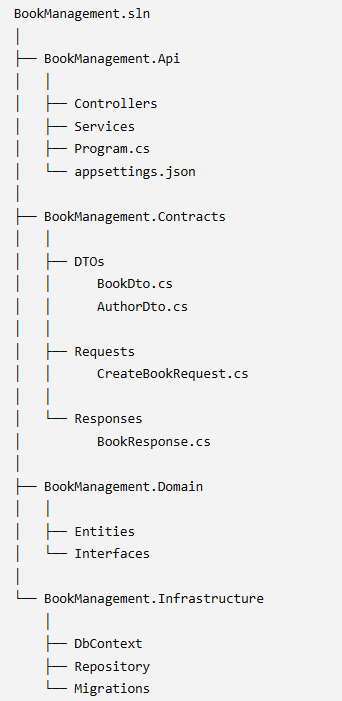 BookManagement.sln
│
├── BookManagement.Api
│   │
│   ├── Controllers
│   ├── Services
│   ├── Program.cs
│   └── appsettings.json
│
├── BookManagement.Contracts
│   │
│   ├── DTOs
│   │     BookDto.cs
│   │     AuthorDto.cs
│   │
│   ├── Requests
│   │     CreateBookRequest.cs
│   │
│   └── Responses
│         BookResponse.cs
│
├── BookManagement.Domain
│   │
│   ├── Entities
│   └── Interfaces
│
└── BookManagement.Infrastructure
    │
    ├── DbContext
    ├── Repository
    └── Migrations